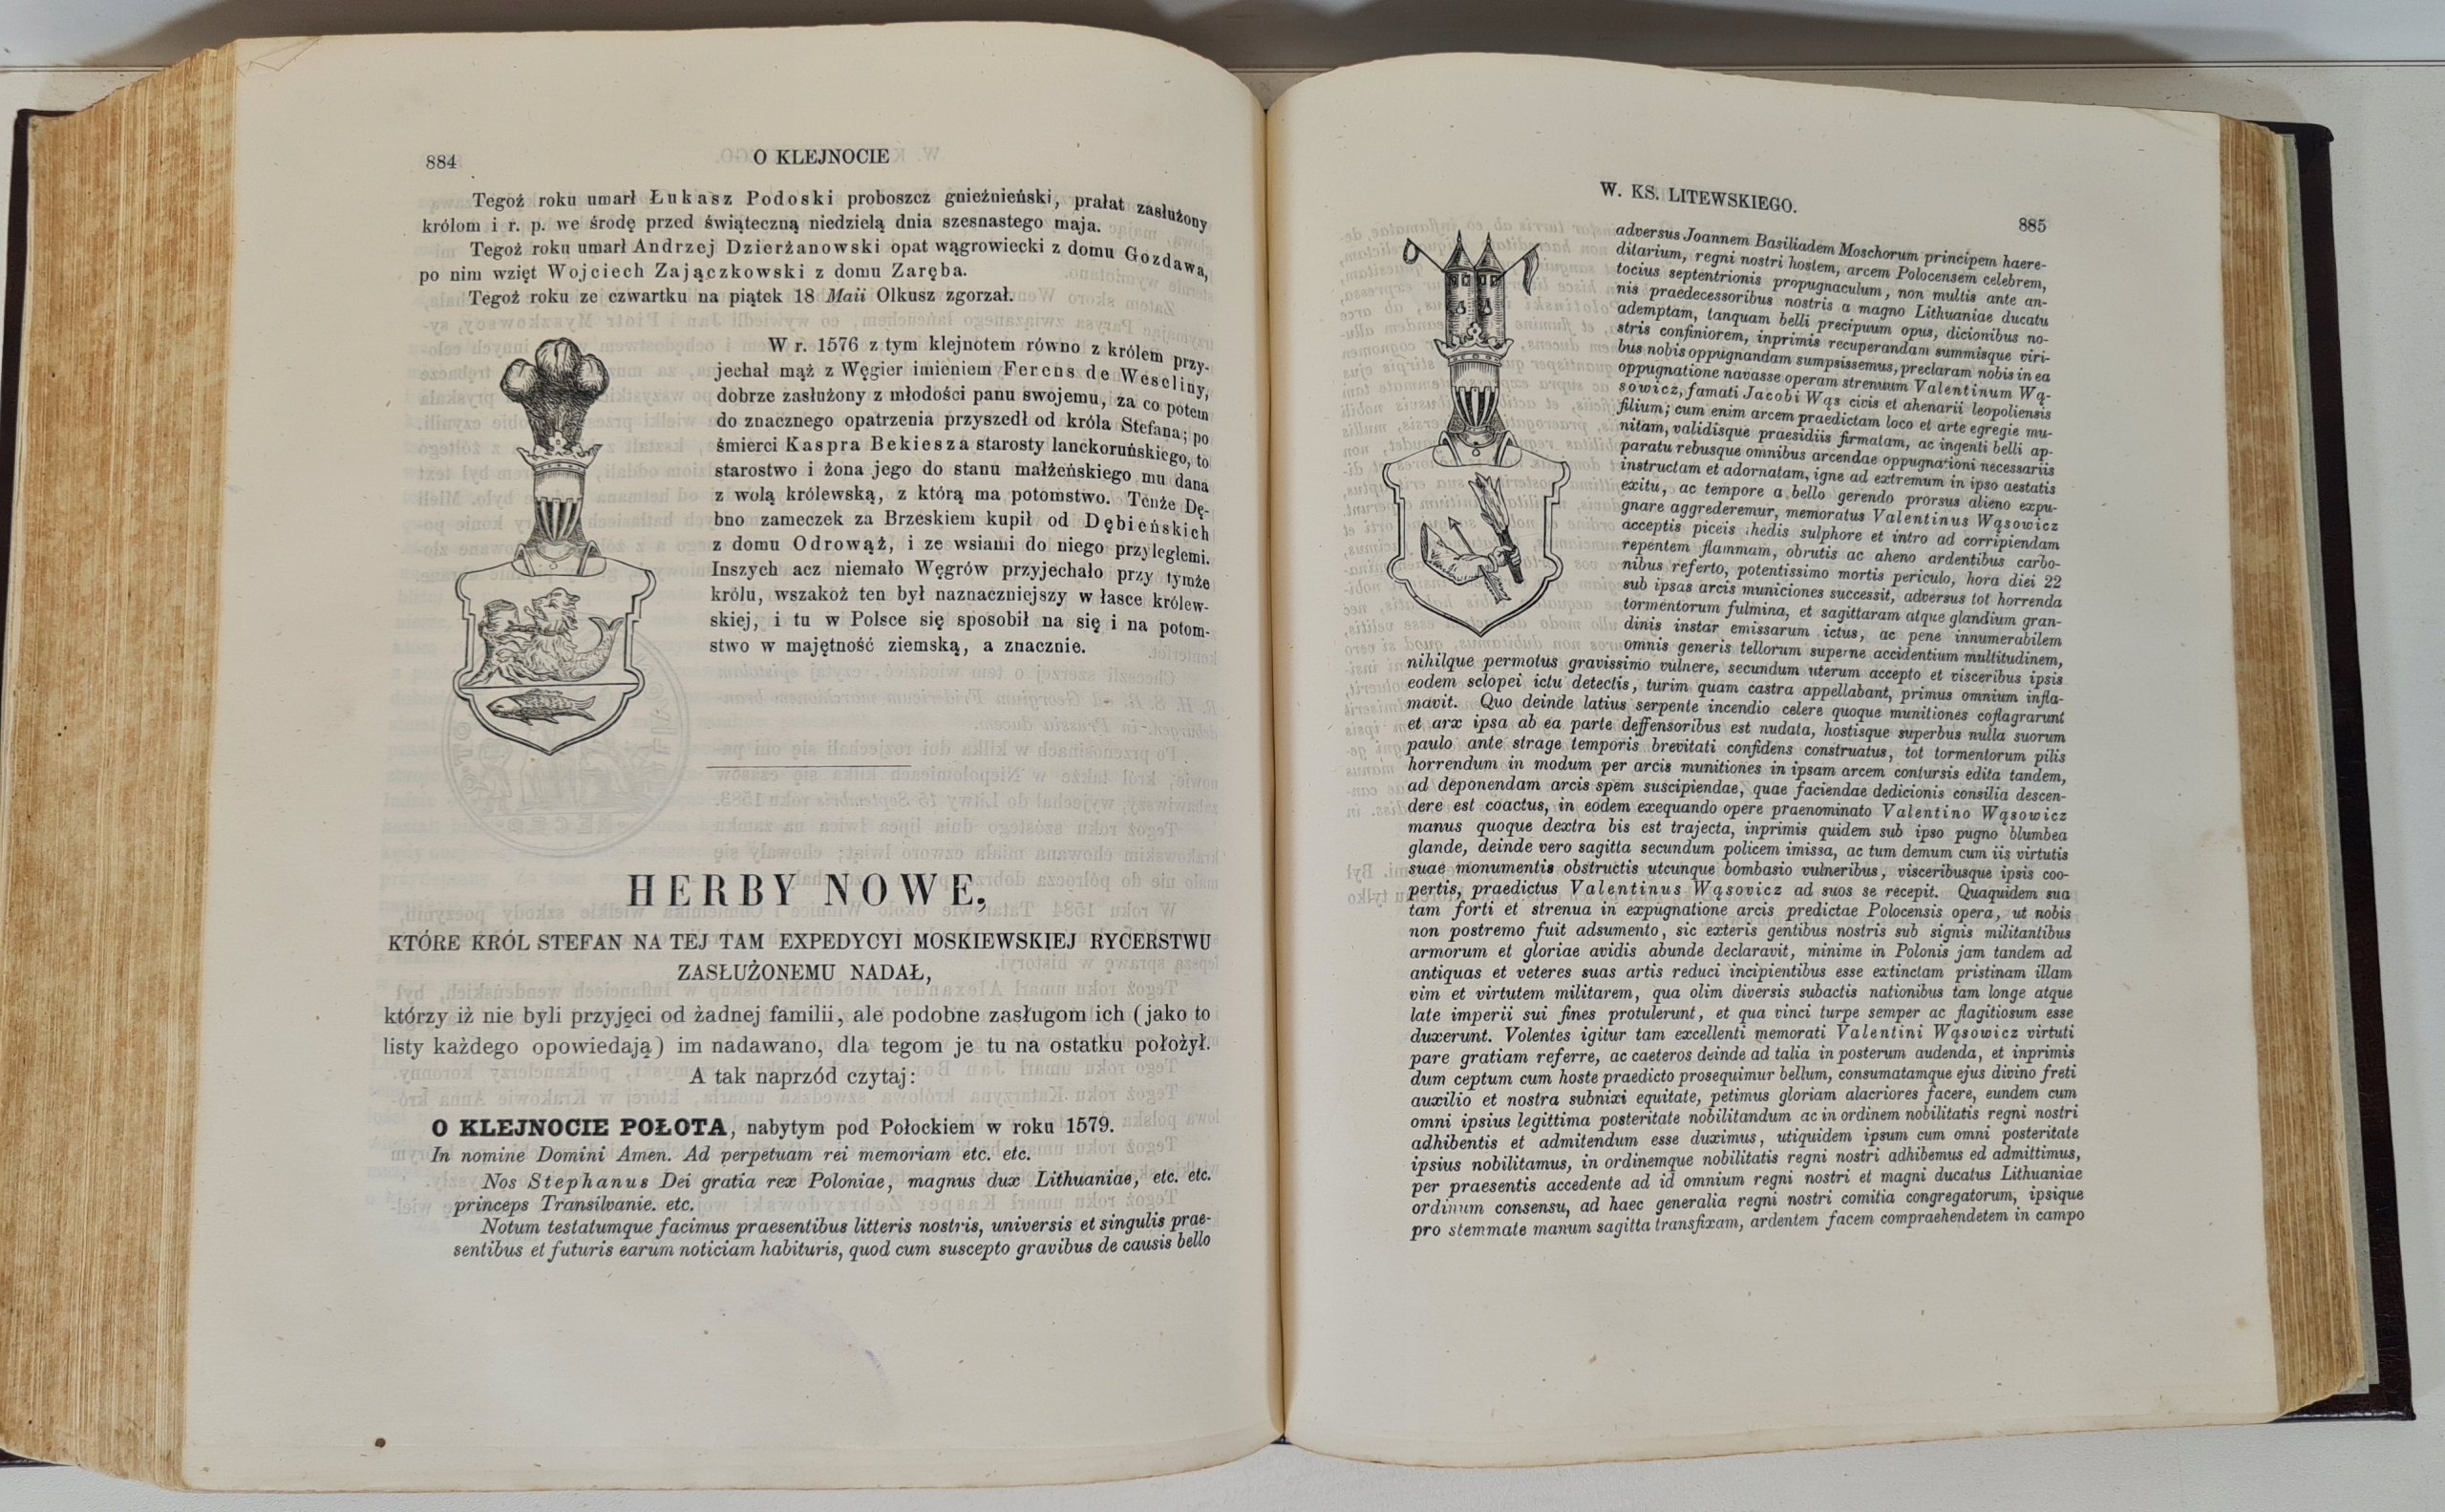 884
O KLEJNOCIE
Tegoż roku umarł Łukasz Podoski proboszcz gnieźnieński, prałat zasłużony
królom i r. p. we środę przed świąteczną niedzielą dnia szesnastego maja.
Tegoż roku umarł Andrzej Dzierżanowski opat wągrowiecki z domu Gozdawa,
po nim wzięt Wojciech Zajączkowski z domu Zaręba.
Tegoż roku ze czwartku na piątek 18 Maii Olkusz zgorzał.
W r. 1576 z tym klejnotem równo z królem przy-
jechał mąż z Węgier imieniem Ferens de Weseliny,
dobrze zasłużony z młodości panu swojemu, za co potem
do znacznego opatrzenia przyszedł od króla Stefana; po
śmierci Kaspra Bekiesza starosty lanckoruńskiego, to
starostwo i żona jego do stanu małżeńskiego mu dana
z wolą królewską, z którą ma potomstwo. Tenże Dę-
bno zameczek za Brzeskiem kupił od Dębieńskich
z domu Odrowąż, i ze wsiami do niego przyległemi.
Inszych acz niemało Węgrów przyjechało przy tymże
królu, wszakoż ten był naznaczniejszy w łasce królew-
skiej, i tu w Polsce się sposobił na się i na potom-
stwo w majętność ziemską, a znacznie.
HERBY NOWE,
KTÓRE KRÓL STEFAN NA TEJ TAM EXPEDYCYI MOSKIEWSKIEJ RYCERSTWU
ZASŁUŻONEMU NADAŁ,
którzy iż nie byli przyjęci od żadnej familii, ale podobne zasługom ich (jako to
listy każdego opowiedają) im nadawano, dla tegom je tu na ostatku położył.
A tak naprzód czytaj:
O KLEJNOCIE POŁOTA, nabytym pod Połockiem w roku 1579.
In nomine Domini Amen. Ad perpetuam rei memoriam etc. etc.
Nos Stephanus Dei gratia rex Poloniae, magnus dux Lithuaniae, etc. etc.
princeps Transilvanie. etc.
Notum testatumque facimus praesentibus litteris nostris, universis et singulis prae-
sentibus et futuris earum noticiam habituris, quod cum suscepto gravibus de causis bello
W. KS. LITEWSKIEGO.
885
adversus Joannem Basiliadem Moschorum principem haere-
ditarium, regni nostri hostem, arcem Polocensem celebrem,
tocius septentrionis propugnaculum, non multis ante an-
nis praedecessoribus nostris a magno Lithuaniae ducatu
ademptam, tanquam belli precipuum opus, dicionibus no-
stris confiniorem, inprimis recuperandam summisque viri-
bus nobis oppugnandam sumpsissemus, preclaram nobis in ea
oppugnatione navasse operam strenuum Valentinum Wą-
sowicz, famati Jacobi Wąs civis et ahenarii leopoliensis
filium; cum enim arcem praedictam loco et arte egregie mu-
nitam, validisque praesidiis firmatam, ac ingenti belli ap-
paratu rebusque omnibus arcendae oppugnationi necessariis
instructam et adornatam, igne ad extremum in ipso aestatis
exitu, ac tempore a bello gerendo prorsus alieno expu-
gnare aggrederemur, memoratus Valentinus Wąsowicz
acceptis piceis thedis sulphore et intro ad corripiendam
repentem flammam, obrutis ac aheno ardentibus carbo-
nibus referto, potentissimo mortis periculo, hora diei 22
sub ipsas arcis municiones successit, adversus tot horrenda
tormentorum fulmina, et sagittaram atque glandium gran-
dinis instar emissarum ictus, ac pene innumerabilem
omnis generis tellorum superne accidentium multitudinem,
nihilque permotus gravissimo vulnere, secundum uterum accepto et visceribus ipsis
eodem sclopei ictu detectis, turim quam castra appellabant, primus omnium infla-
mavit. Quo deinde latius serpente incendio celere quoque munitiones coflagrarunt
et arx ipsa ab ea parte deffensoribus est nudata, hostisque superbus nulla suorum
paulo ante strage temporis brevitati confidens construatus, tot tormentorum pilis
horrendum in modum per arcis munitiones in ipsam arcem contursis edita tandem,
ad deponendam arcis spem suscipiendae, quae faciendae dedicionis consilia descen-
dere est coactus, in eodem exequando opere praenominato Valentino Wąsowicz
manus quoque dextra bis est trajecta, inprimis quidem sub ipso pugno blumbea
glande, deinde vero sagitta secundum policem imissa, ac tum demum cum iis virtutis
suae monumentis obstructis utcunque bombasio vulneribus, visceribusque ipsis coo-
pertis, praedictus Valentinus Wąsovicz ad suos se recepit. Quaquidem sua
tam forti et strenua in expugnatione arcis predictae Polocensis opera, ut nobis
non postremo fuit adsumento, sic exteris gentibus nostris sub signis militantibus
armorum et gloriae avidis abunde declaravit, minime in Polonis jam tandem ad
antiquas et veteres suas artis reduci incipientibus esse extinctam pristinam illam
vim et virtutem militarem, qua olim diversis subactis nationibus tam longe atque
late imperii sui fines protulerunt, et qua vinci turpe semper ac flagitiosum esse
duxerunt. Volentes igitur tam excellenti memorati Valentini Wąsowicz virtuti
pare gratiam referre, ac caeteros deinde ad talia in posterum audenda, et inprimis
dum ceptum cum hoste praedicto prosequimur bellum, consumatamque ejus divino freti
auxilio et nostra subnixi equitate, petimus gloriam alacriores facere, eundem cum
omni ipsius legittima posteritate nobilitandum ac in ordinem nobilitatis regni nostri
adhibentis et admitendum esse duximus, utiquidem ipsum cum omni posteritate
ipsius nobilitamus, in ordinemque nobilitatis regni nostri adhibemus ed admittimus,
per praesentis accedente ad id omnium regni nostri et magni ducatus Lithuaniae
ordinum consensu, ad haec generalia regni nostri comitia congregatorum, ipsique
pro stemmate manum sagitta transfixam, ardentem facem compraehendetem in campo